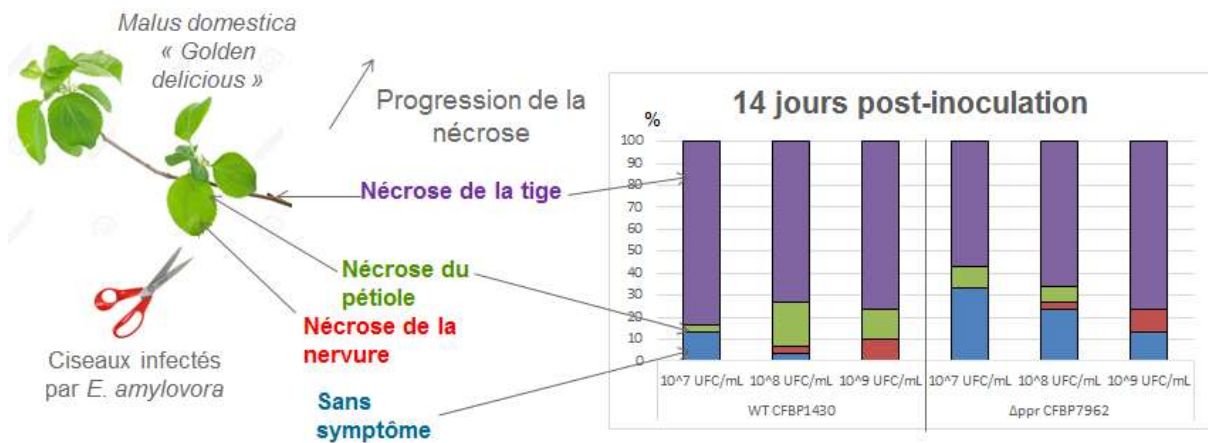 Malus domestica
« Golden
delicious »
Progression de la
nécrose
Nécrose de la tige
Nécrose du
pétiole
Nécrose de la
nervure
Sans
symptôme
Ciseaux infectés
par E. amylovora
14 jours post-inoculation
%
100
90
80
70
60
50
40
30
20
10
0
10^7 UFC/mL 10^8 UFC/mL 10^9 UFC/mL 10^7 UFC/mL 10^8 UFC/mL 10^9 UFC/mL
WT CFBP1430 Δppr CFBP7962